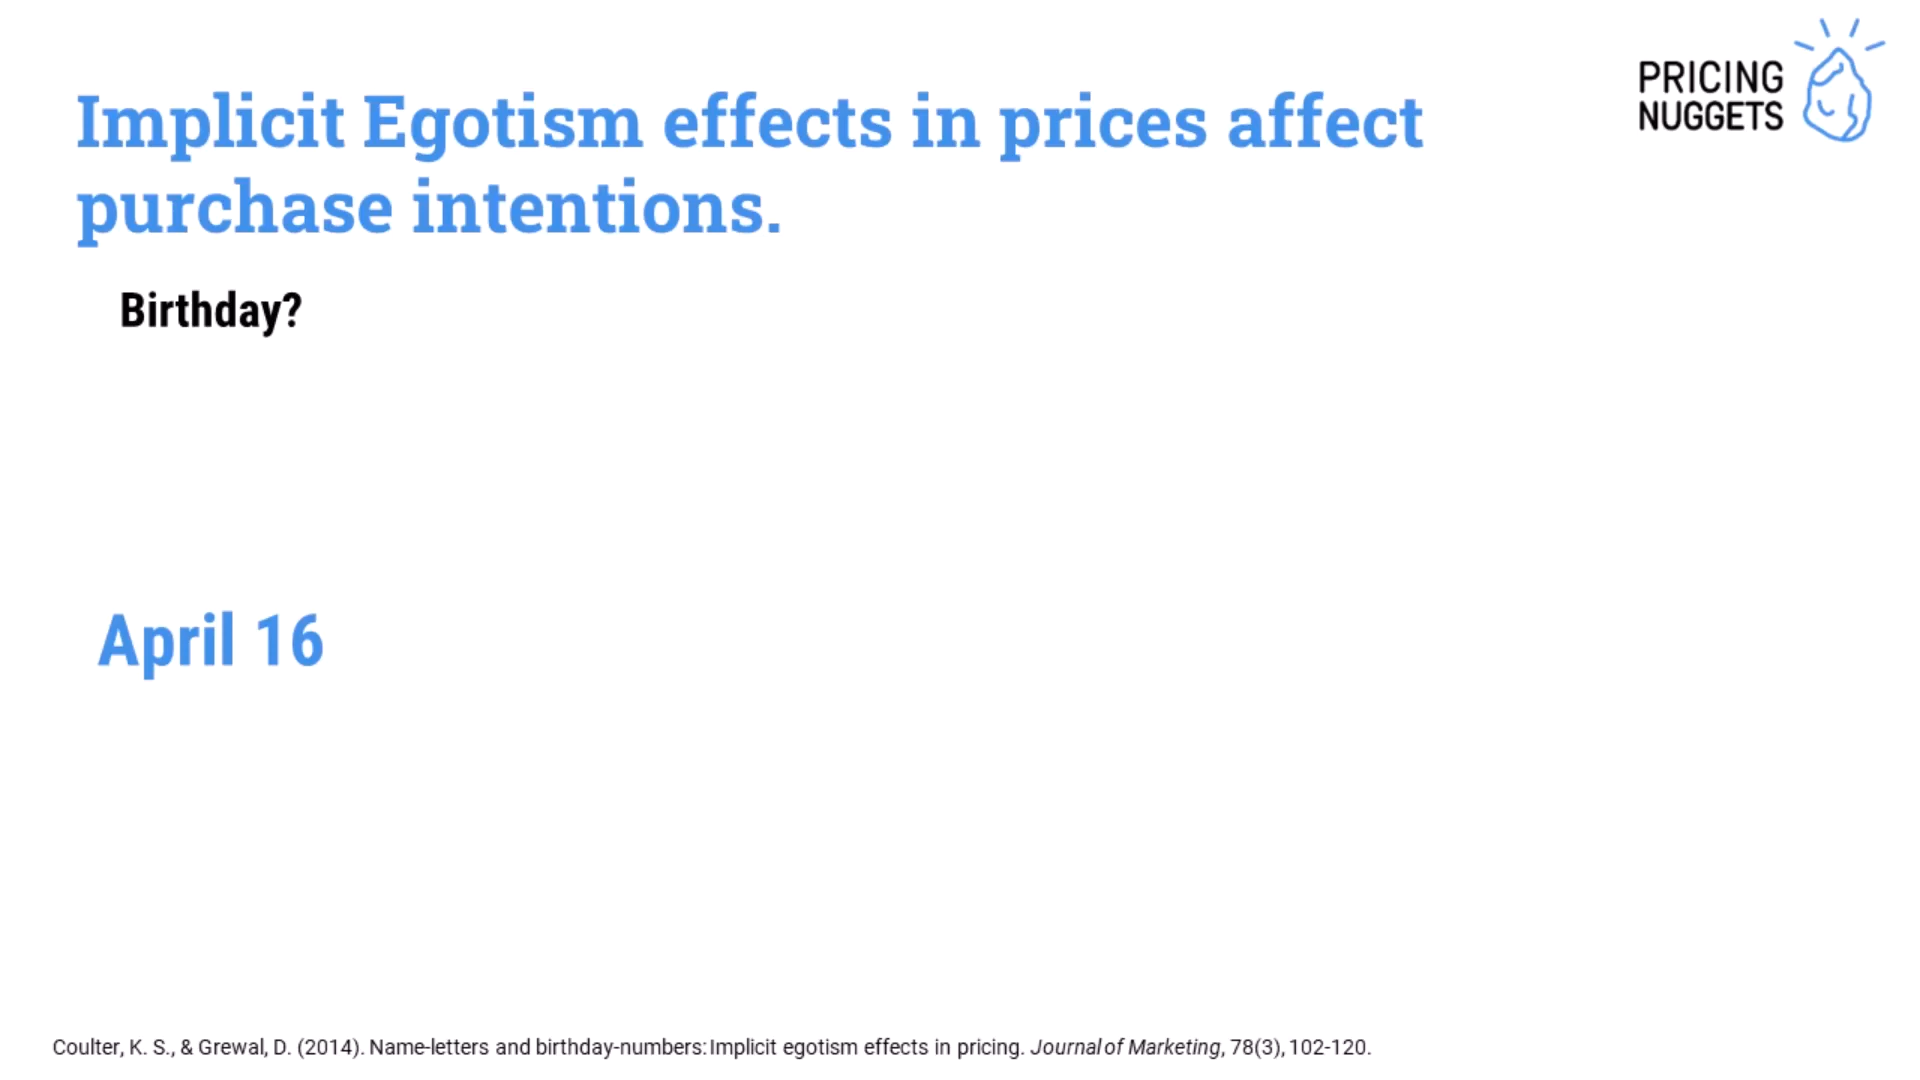 PRICING
NUGGETS
Implicit Egotism effects in prices affect
purchase intentions.
Birthday?
April 16
Coulter, K. S., & Grewal, D. (2014). Name-letters and birthday-numbers: Implicit egotism effects in pricing. Journal of Marketing, 78(3), 102-120.